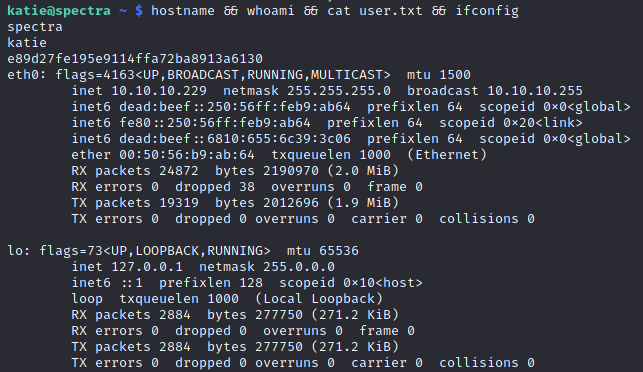 katie@spectra ~ $ hostname && whoami && cat user.txt && ifconfig
spectra
katie
e89d27fe195e9114ffa72ba8913a6130
eth0: flags=4163<UP,BROADCAST,RUNNING,MULTICAST>  mtu 1500
        inet 10.10.10.229  netmask 255.255.255.0  broadcast 10.10.10.255
        inet6 dead:beef::250:56ff:feb9:ab64  prefixlen 64  scopeid 0×0<global>
        inet6 fe80::250:56ff:feb9:ab64  prefixlen 64  scopeid 0×20<link>
        inet6 dead:beef::6810:655:6c39:3c06  prefixlen 64  scopeid 0×0<global>
        ether 00:50:56:b9:ab:64  txqueuelen 1000  (Ethernet)
        RX packets 24872  bytes 2190970 (2.0 MiB)
        RX errors 0  dropped 38  overruns 0  frame 0
        TX packets 19319  bytes 2012696 (1.9 MiB)
        TX errors 0  dropped 0 overruns 0  carrier 0  collisions 0

lo: flags=73<UP,LOOPBACK,RUNNING>  mtu 65536
        inet 127.0.0.1  netmask 255.0.0.0
        inet6 ::1  prefixlen 128  scopeid 0×10<host>
        loop  txqueuelen 1000  (Local Loopback)
        RX packets 2884  bytes 277750 (271.2 KiB)
        RX errors 0  dropped 0  overruns 0  frame 0
        TX packets 2884  bytes 277750 (271.2 KiB)
        TX errors 0  dropped 0 overruns 0  carrier 0  collisions 0